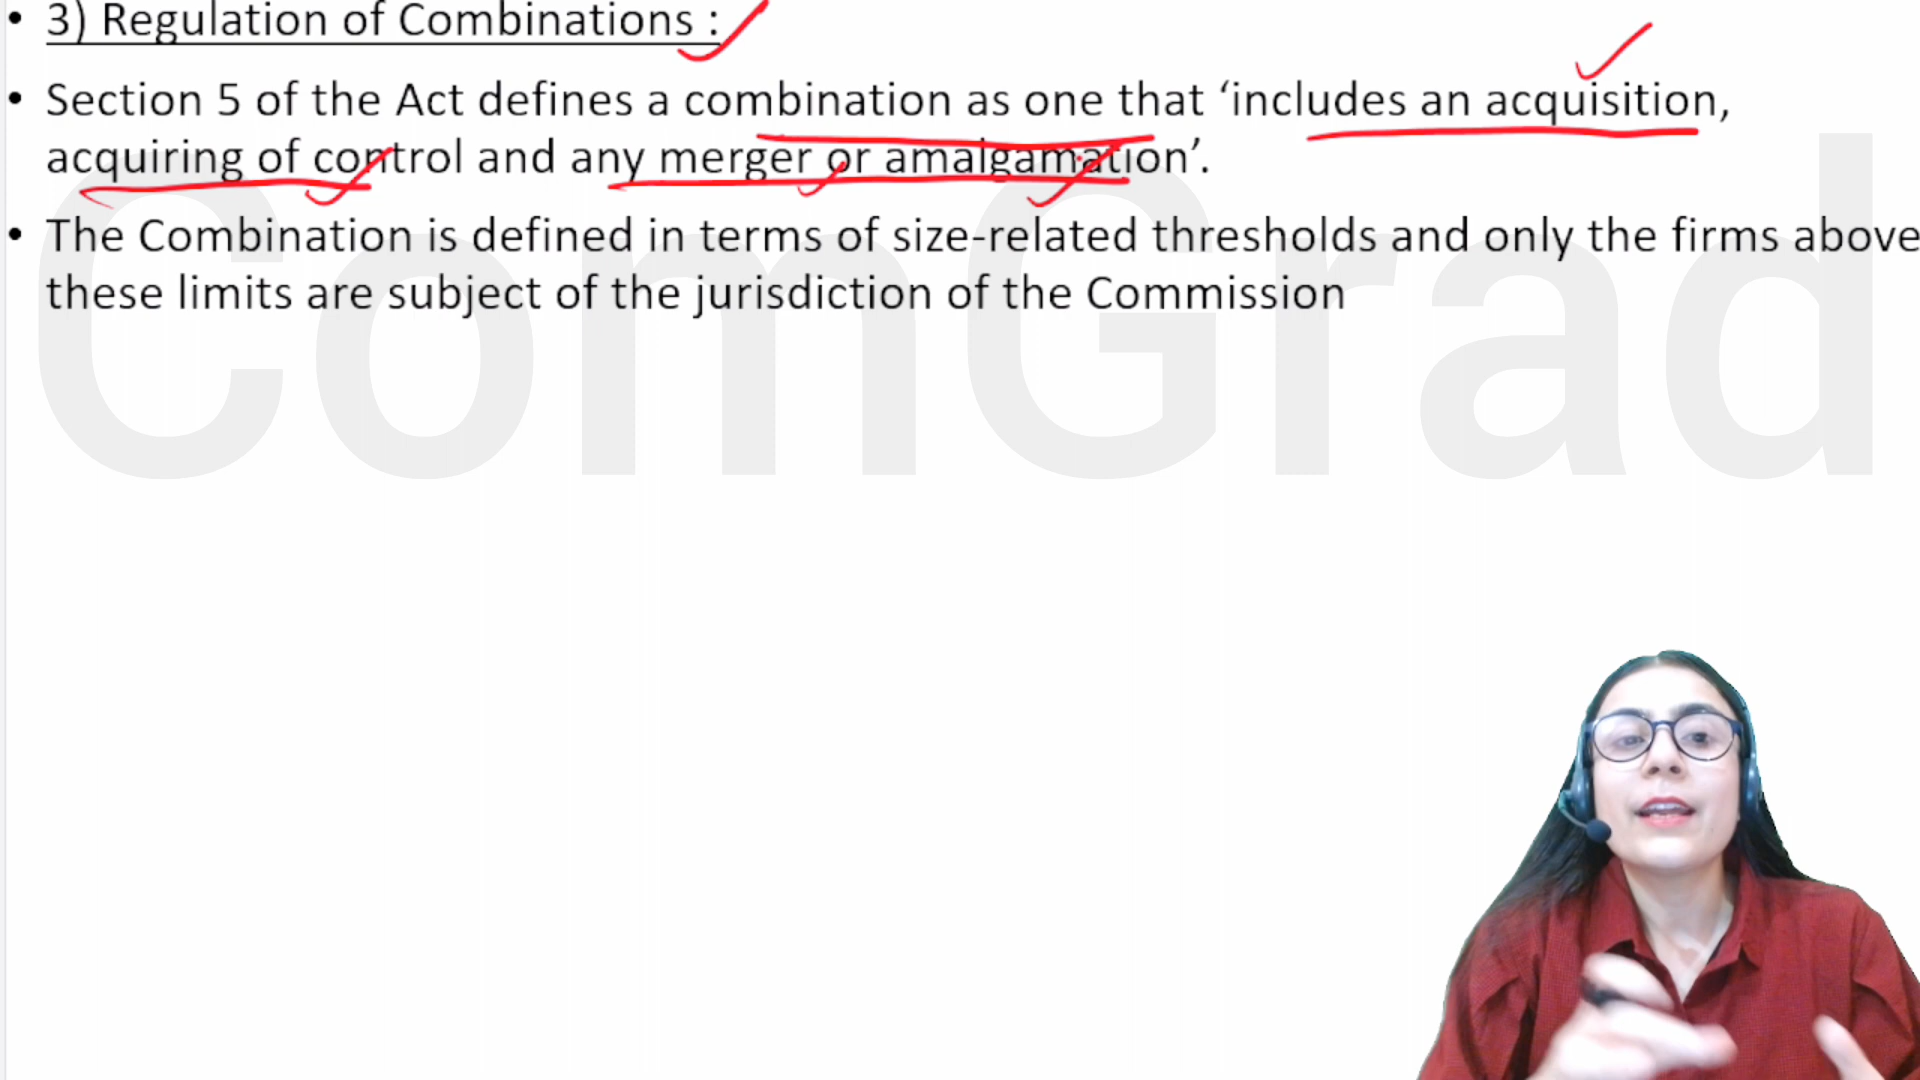 • 3) Regulation of Combinations :
• Section 5 of the Act defines a combination as one that ‘includes an acquisition,
acquiring of control and any merger or amalgamation’.
• The Combination is defined in terms of size-related thresholds and only the firms above
these limits are subject of the jurisdiction of the Commission
ComGrad